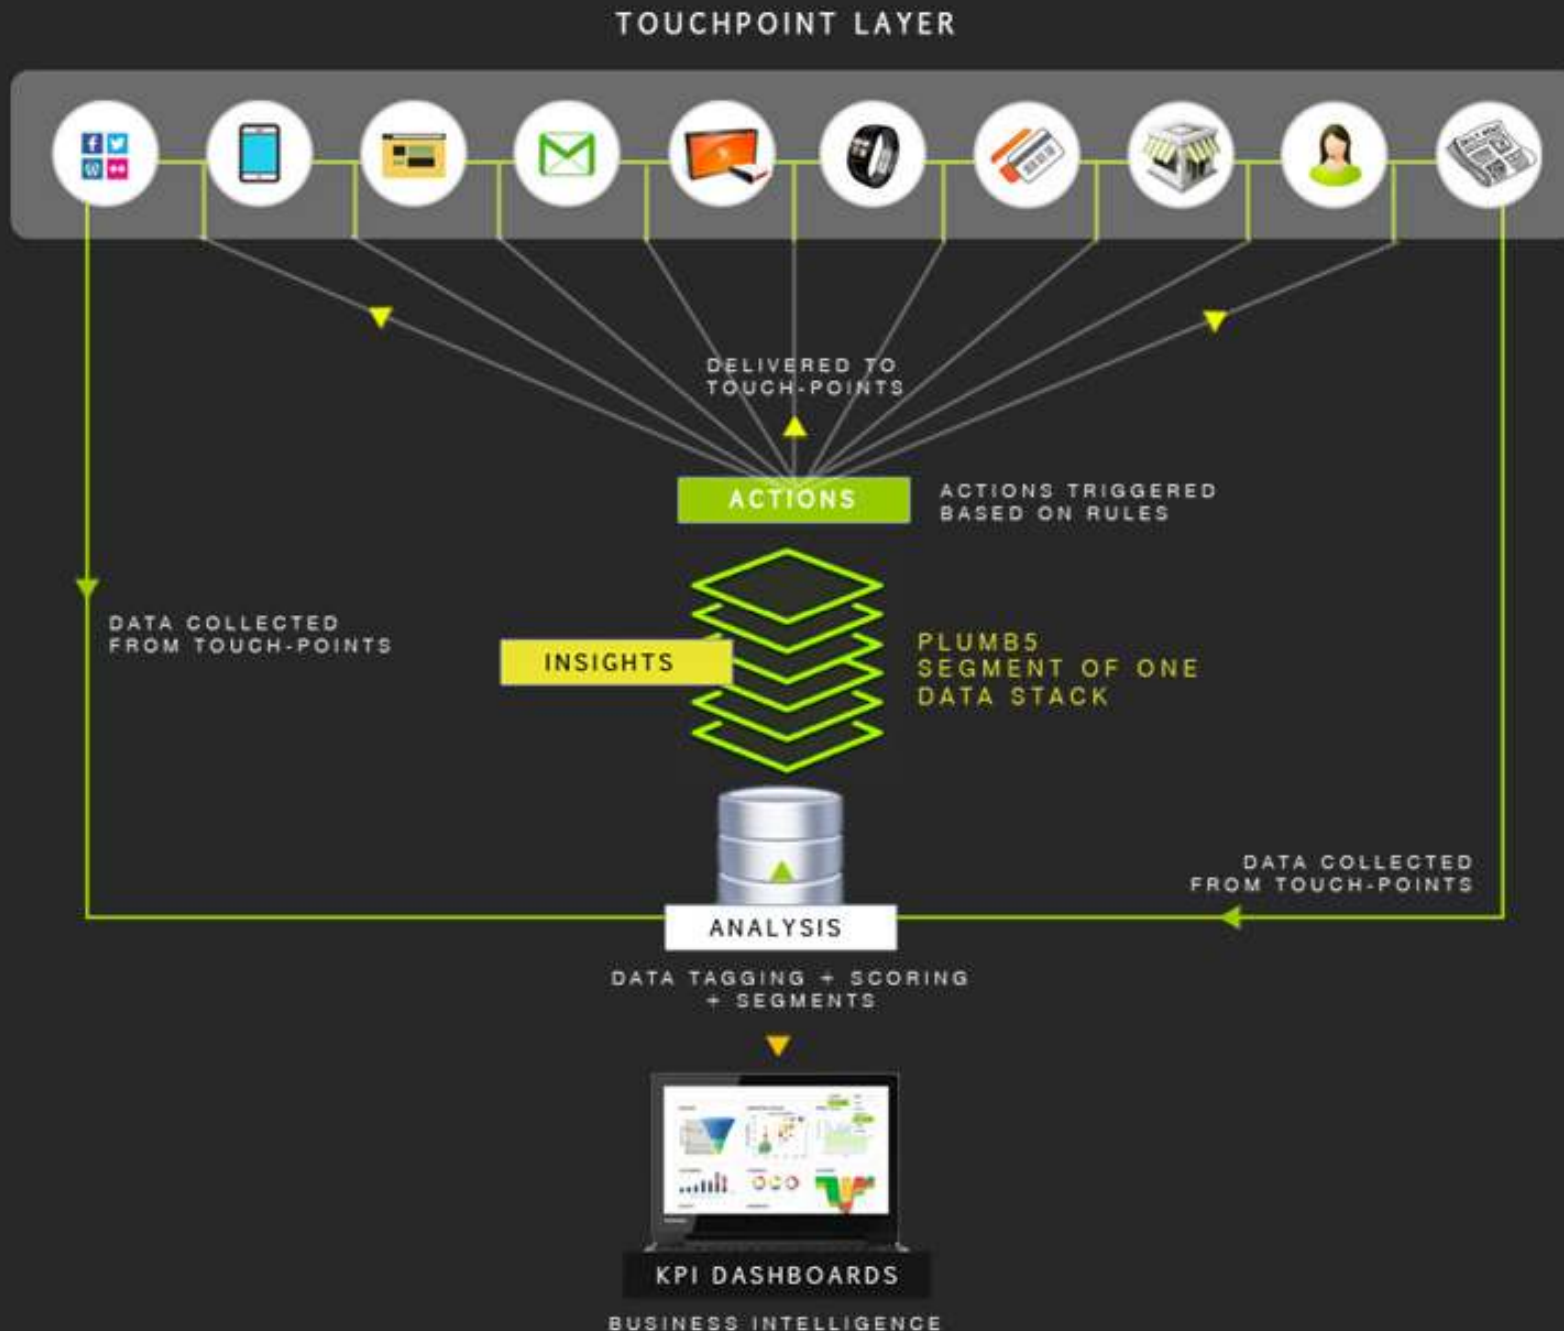 TOUCHPOINT LAYER
DELIVERED TO
TOUCH-POINTS
ACTIONS
ACTIONS TRIGGERED
BASED ON RULES
DATA COLLECTED
FROM TOUCH-POINTS
INSIGHTS
PLUMB5
SEGMENT OF ONE
DATA STACK
DATA COLLECTED
FROM TOUCH-POINTS
ANALYSIS
DATA TAGGING + SCORING
+ SEGMENTS
KPI DASHBOARDS
BUSINESS INTELLIGENCE